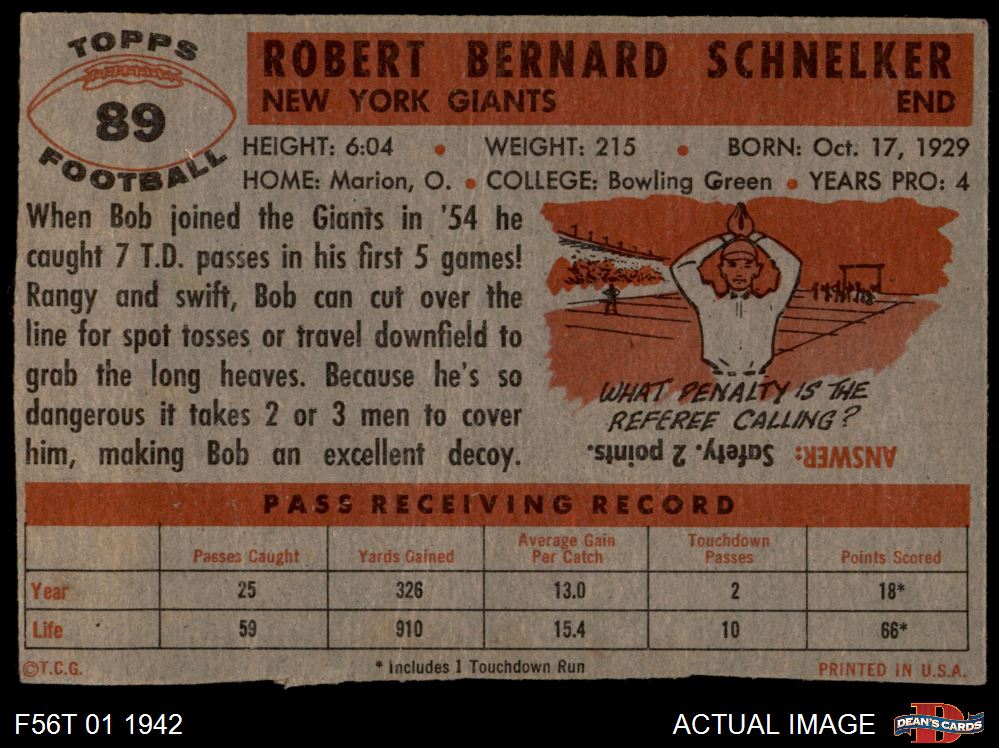 TOPPS
89
FOOTBALL
ROBERT BERNARD SCHNELKER
NEW YORK GIANTS END
HEIGHT: 6:04 • WEIGHT: 215 • BORN: Oct. 17, 1929
HOME: Marion, O. • COLLEGE: Bowling Green • YEARS PRO: 4
When Bob joined the Giants in '54 he
caught 7 T.D. passes in his first 5 games!
Rangy and swift, Bob can cut over the
line for spot tosses or travel downfield to
grab the long heaves. Because he's so
dangerous it takes 2 or 3 men to cover
him, making Bob an excellent decoy.
WHAT PENALTY IS THE
REFEREE CALLING?
ANSWER: Safety. 2 points.
PASS RECEIVING RECORD
Passes Caught Yards Gained Average Gain Per Catch Touchdown Passes Points Scored
Year 25 326 13.0 2 18*
Life 59 910 15.4 10 66*
©T.C.G. * Includes 1 Touchdown Run PRINTED IN U.S.A.
F56T 01 1942 ACTUAL IMAGE D DEAN'S CARDS